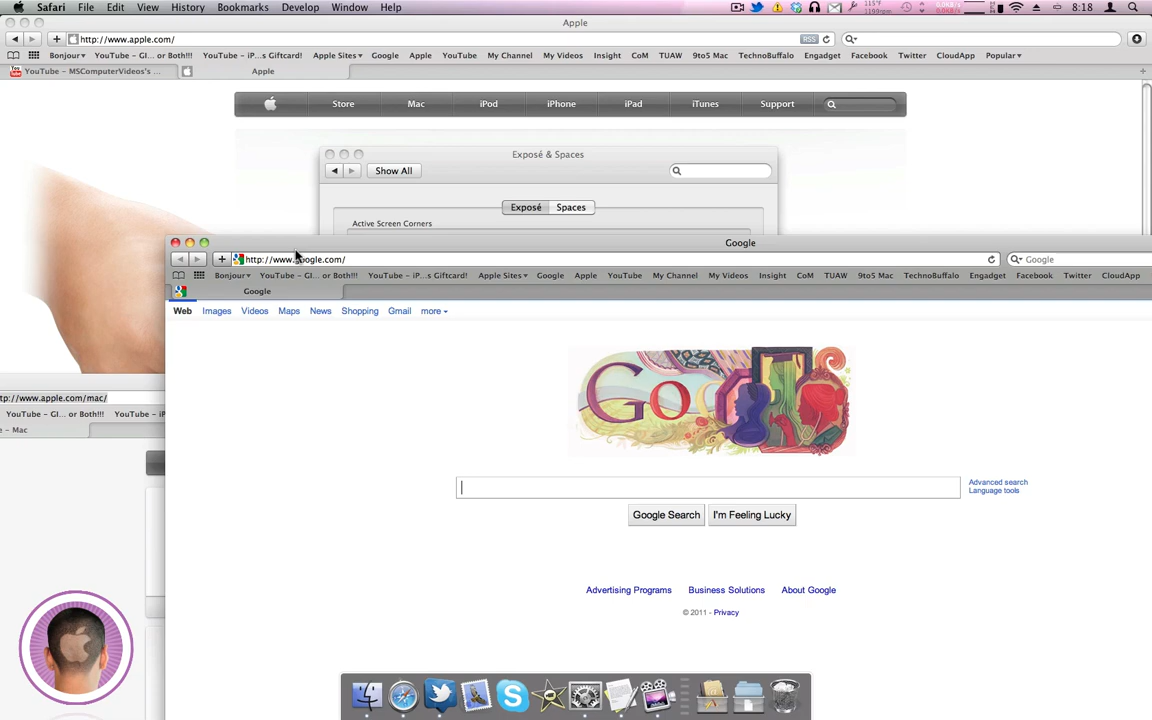 Safari File Edit View History Bookmarks Develop Window Help 8:18
Apple
http://www.apple.com/ RSS
Bonjour YouTube – Gl... or Both!!! YouTube – iP...s Giftcard! Apple Sites Google Apple YouTube My Channel My Videos Insight CoM TUAW 9to5 Mac TechnoBuffalo Engadget Facebook Twitter CloudApp Popular
YouTube – MSComputerVideos's ... Apple
Store Mac iPod iPhone iPad iTunes Support
Exposé & Spaces
Show All
Exposé Spaces
Active Screen Corners
Google
http://www.google.com/ Google
Bonjour YouTube – Gl... or Both!!! YouTube – iP...s Giftcard! Apple Sites Google Apple YouTube My Channel My Videos Insight CoM TUAW 9to5 Mac TechnoBuffalo Engadget Facebook Twitter CloudApp
Google
Web Images Videos Maps News Shopping Gmail more
Goo
Advanced search
Language tools
Google Search I'm Feeling Lucky
Advertising Programs Business Solutions About Google
© 2011 - Privacy
ttp://www.apple.com/mac/
YouTube – Gl... or Both!!! YouTube – iP
e – Mac